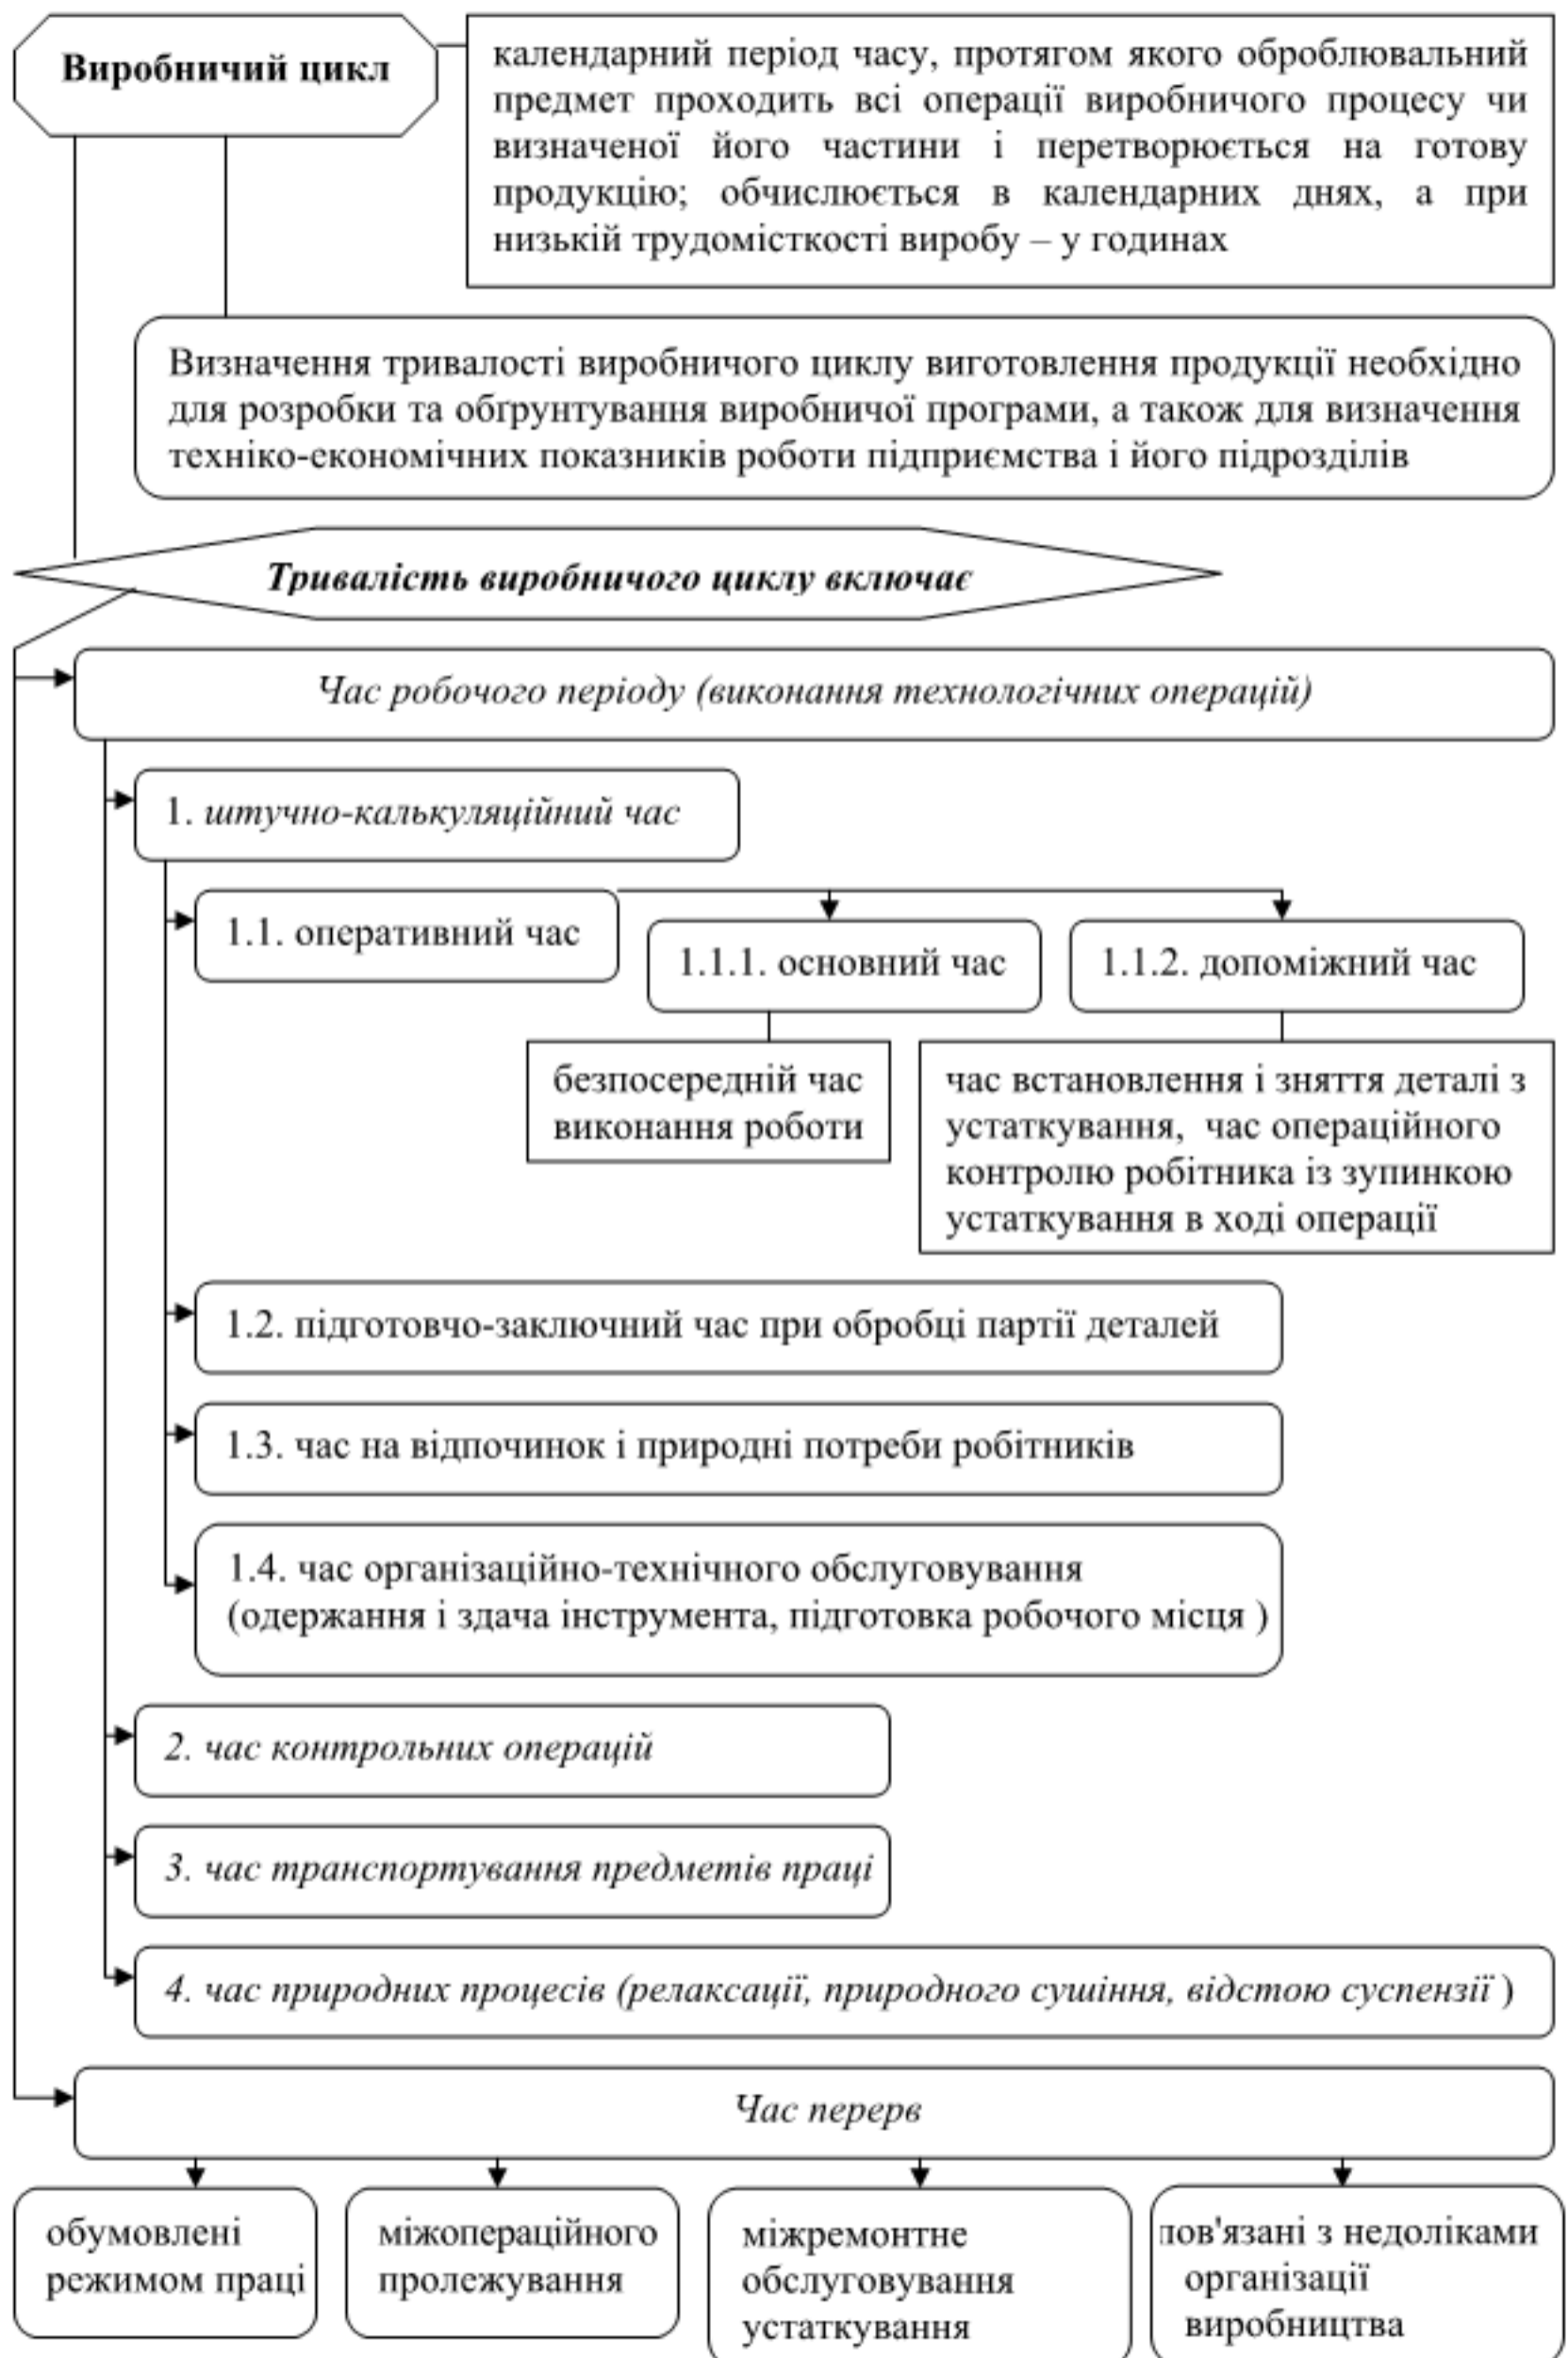 Виробничий цикл
календарний період часу, протягом якого оброблювальний
предмет проходить всі операції виробничого процесу чи
визначеної його частини і перетворюється на готову
продукцію; обчислюється в календарних днях, а при
низькій трудомісткості виробу – у годинах
Визначення тривалості виробничого циклу виготовлення продукції необхідно
для розробки та обґрунтування виробничої програми, а також для визначення
техніко-економічних показників роботи підприємства і його підрозділів
Тривалість виробничого циклу включає
Час робочого періоду (виконання технологічних операцій)
1. штучно-калькуляційний час
1.1. оперативний час
1.1.1. основний час
1.1.2. допоміжний час
безпосередній час
виконання роботи
час встановлення і зняття деталі з
устаткування, час операційного
контролю робітника із зупинкою
устаткування в ході операції
1.2. підготовчо-заключний час при обробці партії деталей
1.3. час на відпочинок і природні потреби робітників
1.4. час організаційно-технічного обслуговування
(одержання і здача інструмента, підготовка робочого місця )
2. час контрольних операцій
3. час транспортування предметів праці
4. час природних процесів (релаксації, природного сушіння, відстою суспензії )
Час перерв
обумовлені
режимом праці
міжопераційного
пролежування
міжремонтне
обслуговування
устаткування
пов'язані з недоліками
організації
виробництва